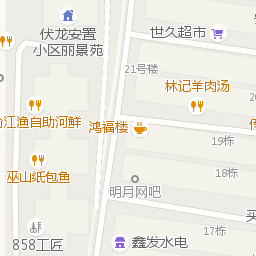 伏龙安置
小区丽景苑
世久超市
21号楼
林记羊肉汤
江渔自助河鲜
鸿福楼
19栋
巫山纸包鱼
18栋
明月网吧
17栋
858工匠
鑫发水电